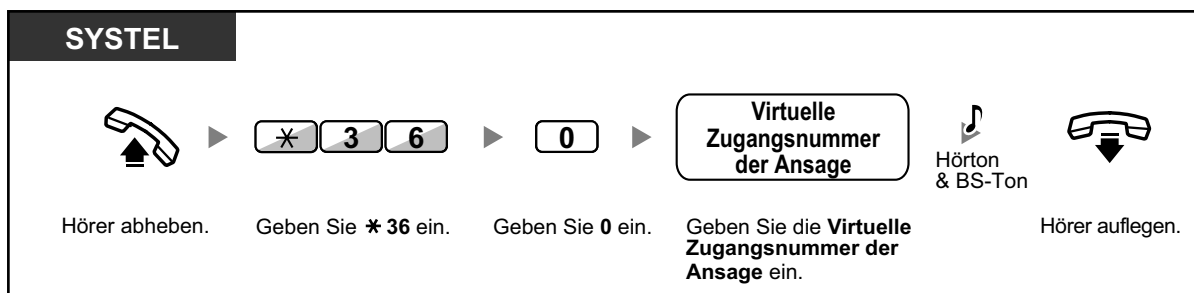 SYSTEL
* 3 6
0
Virtuelle
Zugangsnummer
der Ansage
Hörton
& BS-Ton
Hörer abheben.
Geben Sie * 36 ein.
Geben Sie 0 ein.
Geben Sie die Virtuelle
Zugangsnummer der
Ansage ein.
Hörer auflegen.